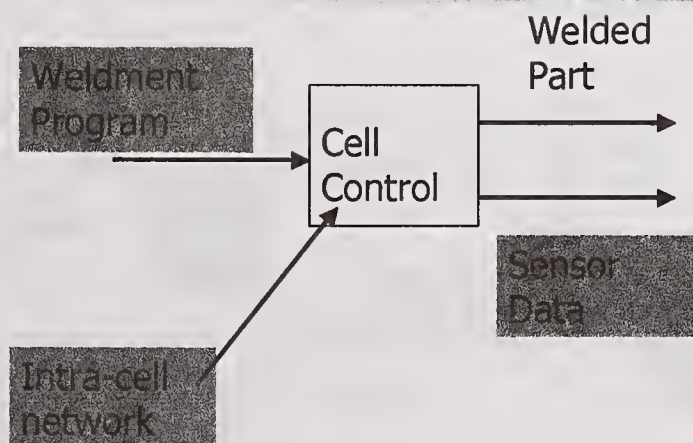 Welded
Part
Weldment
Program
Cell
Control
Sensor
Data
Intra-cell
network